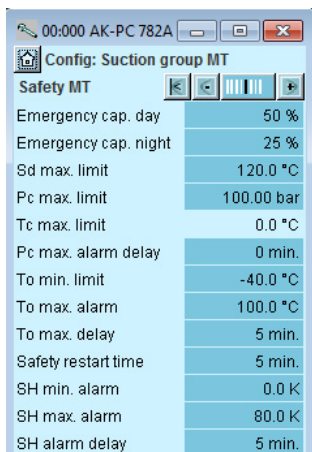 00:000 AK-PC 782A
Config: Suction group MT
Safety MT
Emergency cap. day 50 %
Emergency cap. night 25 %
Sd max. limit 120.0 °C
Pc max. limit 100.00 bar
Tc max. limit 0.0 °C
Pc max. alarm delay 0 min.
To min. limit -40.0 °C
To max. alarm 100.0 °C
To max. delay 5 min.
Safety restart time 5 min.
SH min. alarm 0.0 K
SH max. alarm 80.0 K
SH alarm delay 5 min.